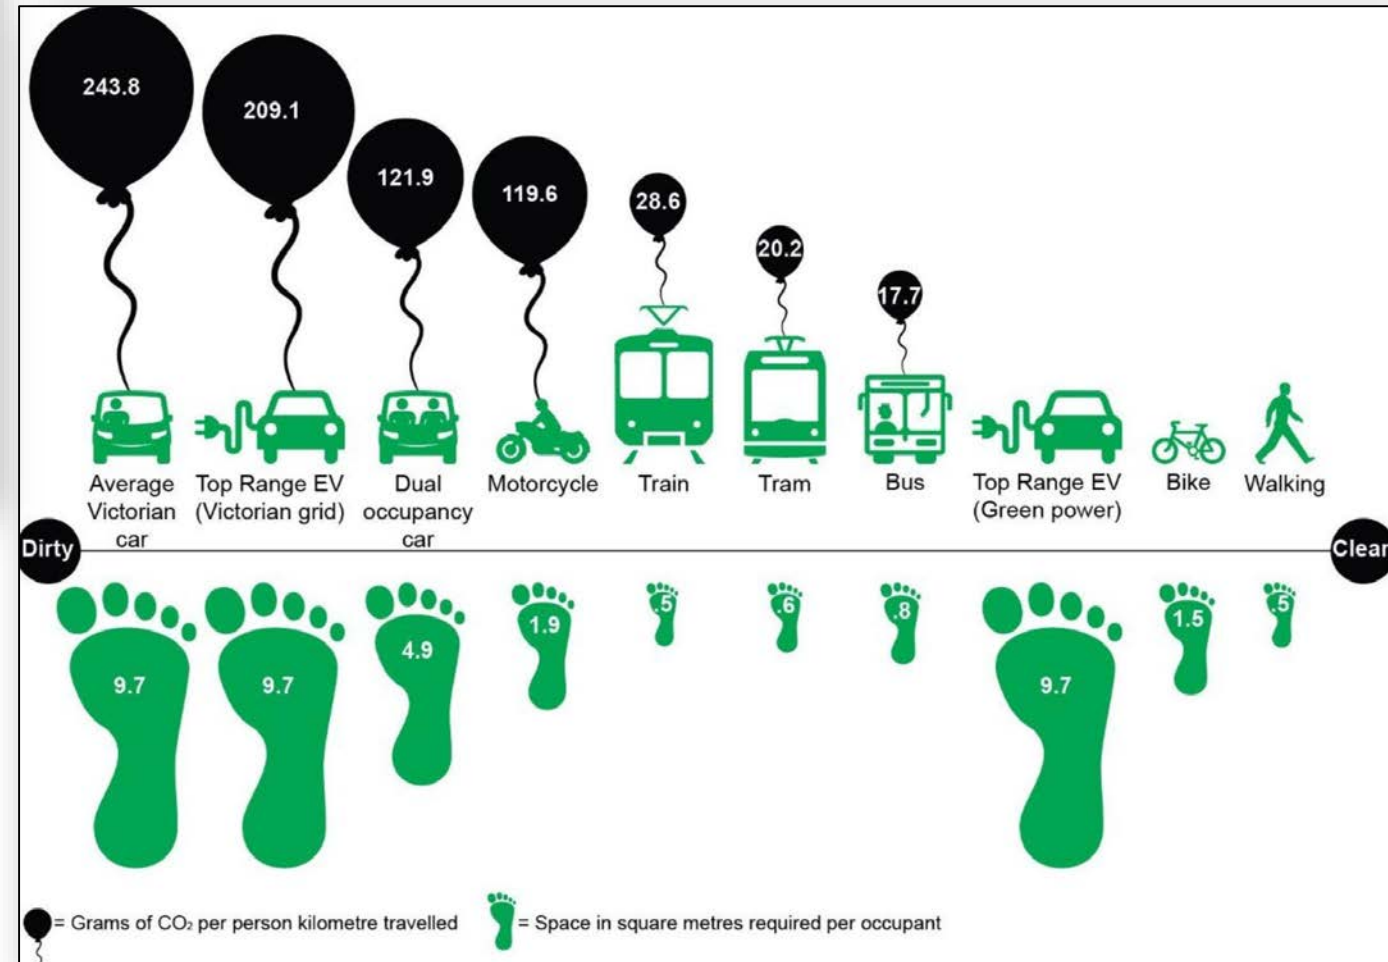 243.8
209.1
121.9
119.6
28.6
20.2
17.7
Average
Victorian
car
Top Range EV
(Victorian grid)
Dual
occupancy
car
Motorcycle
Train
Tram
Bus
Top Range EV
(Green power)
Bike
Walking
Dirty
Clean
9.7
9.7
4.9
1.9
.5
.6
.8
9.7
1.5
.5
= Grams of CO₂ per person kilometre travelled
= Space in square metres required per occupant